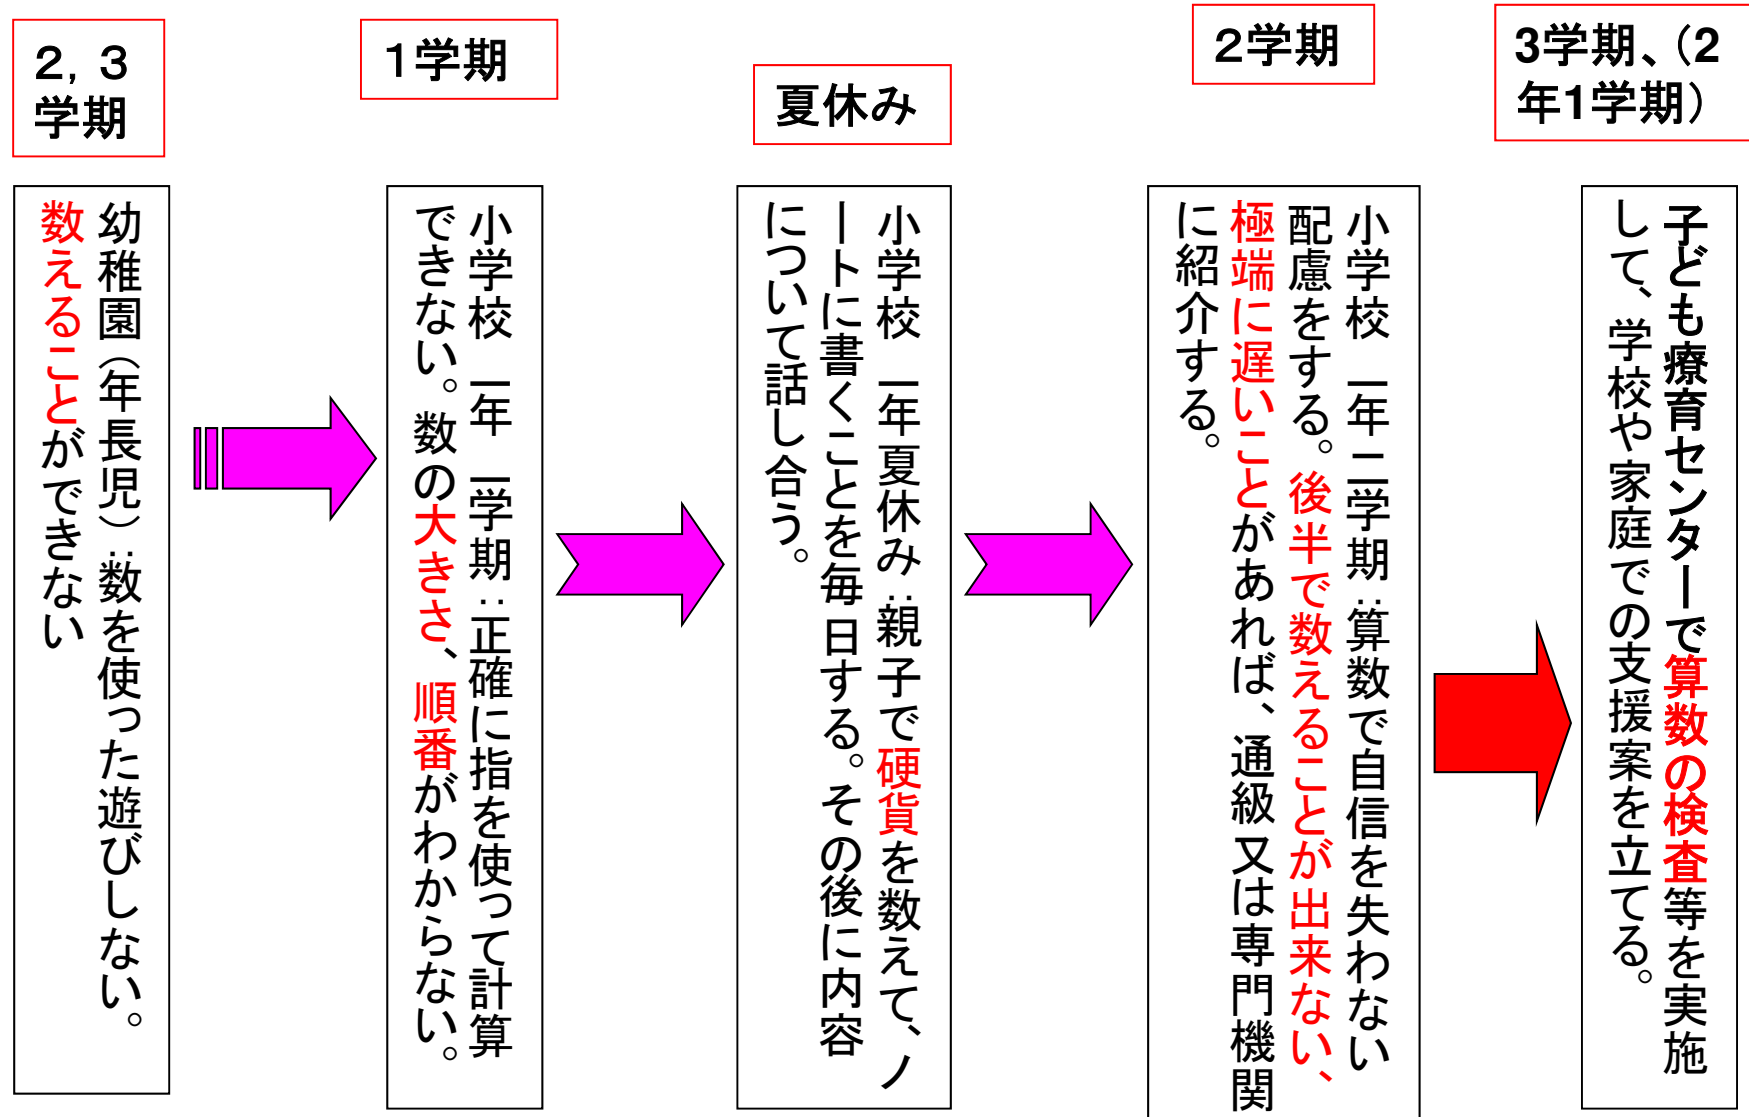 ２，３
学期
幼稚園（年長児）：数を使った遊びしない。
数えることができない
１学期
小学校　一年　一学期：正確に指を使って計算
できない。数の大きさ、順番がわからない。
夏休み
小学校　一年夏休み：親子で硬貨を数えて、ノ
ートに書くことを毎日する。その後に内容
について話し合う。
２学期
小学校　一年二学期：算数で自信を失わない
配慮をする。後半で数えることが出来ない、
極端に遅いことがあれば、通級又は専門機関
に紹介する。
3学期、（2
年1学期）
子ども療育センターで算数の検査等を実施
して、学校や家庭での支援案を立てる。